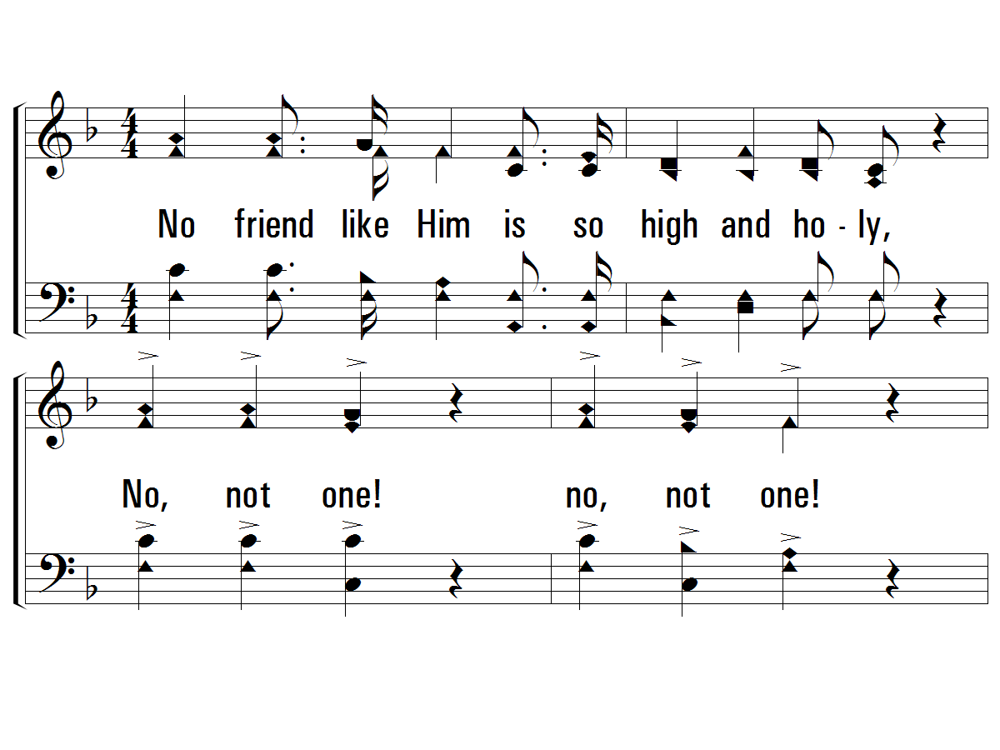 No friend like Him is so high and ho - ly,
No, not one! no, not one!